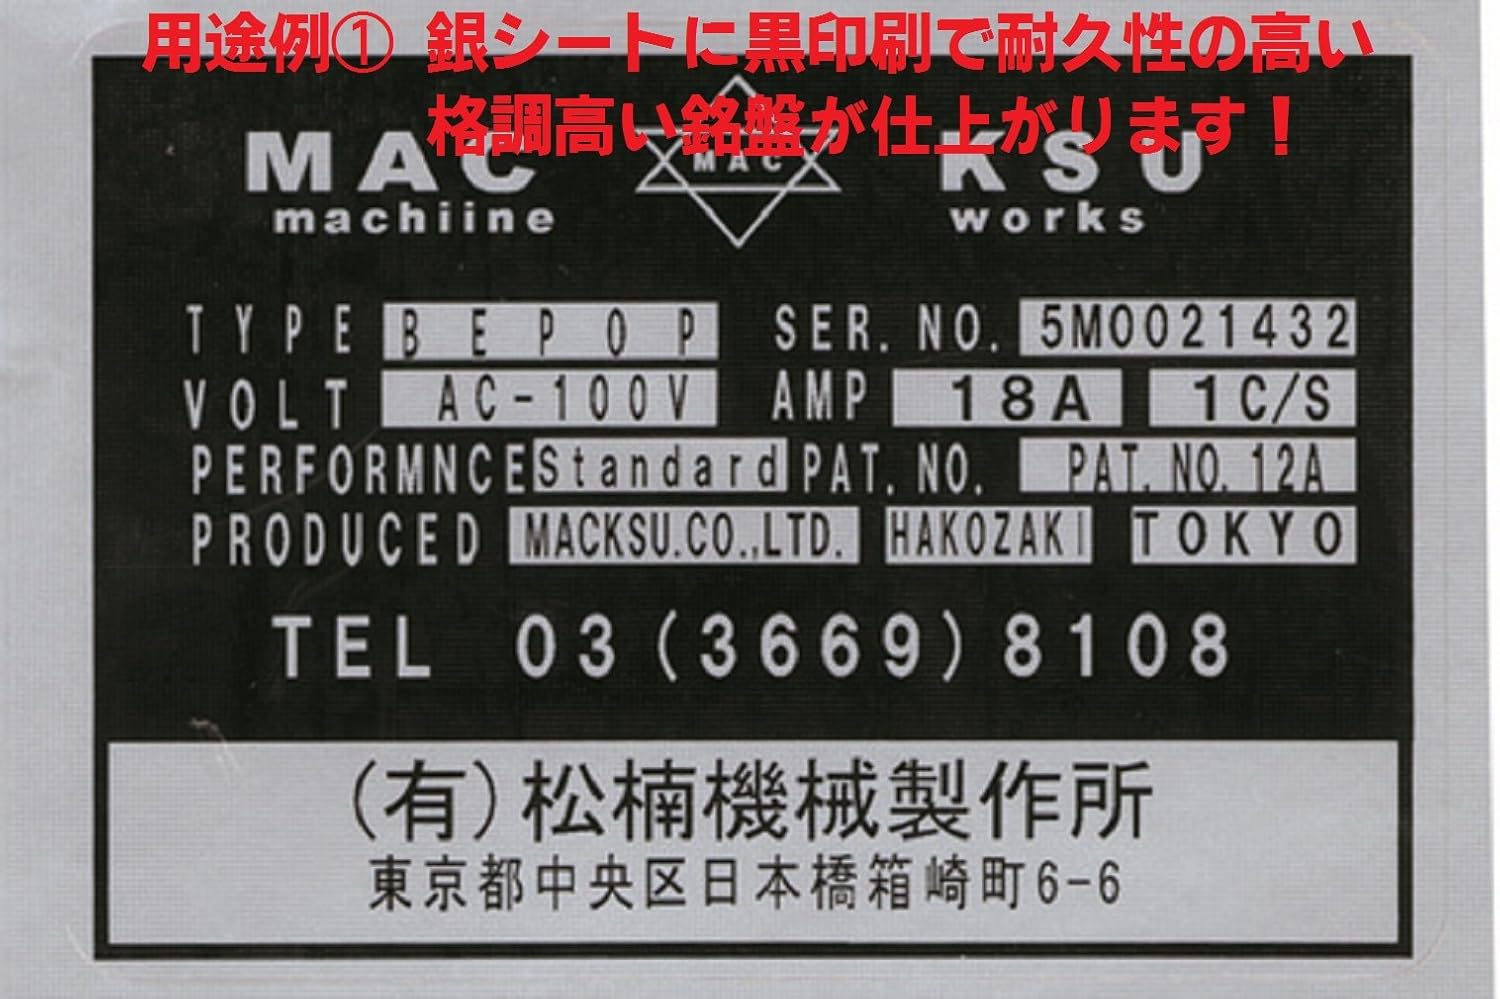 用途例① 銀シートに黒印刷で耐久性の高い
格調高い銘盤が仕上がります！
MAC MAC KSU
machiine works
TYPE BEPOP SER. NO. 5M0021432
VOLT AC-100V AMP 18A 1C/S
PERFORMNCE Standard PAT. NO. PAT. NO. 12A
PRODUCED MACKSU.CO.,LTD. HAKOZAKI TOKYO
TEL 03(3669)8108
(有)松楠機械製作所
東京都中央区日本橋箱崎町6-6